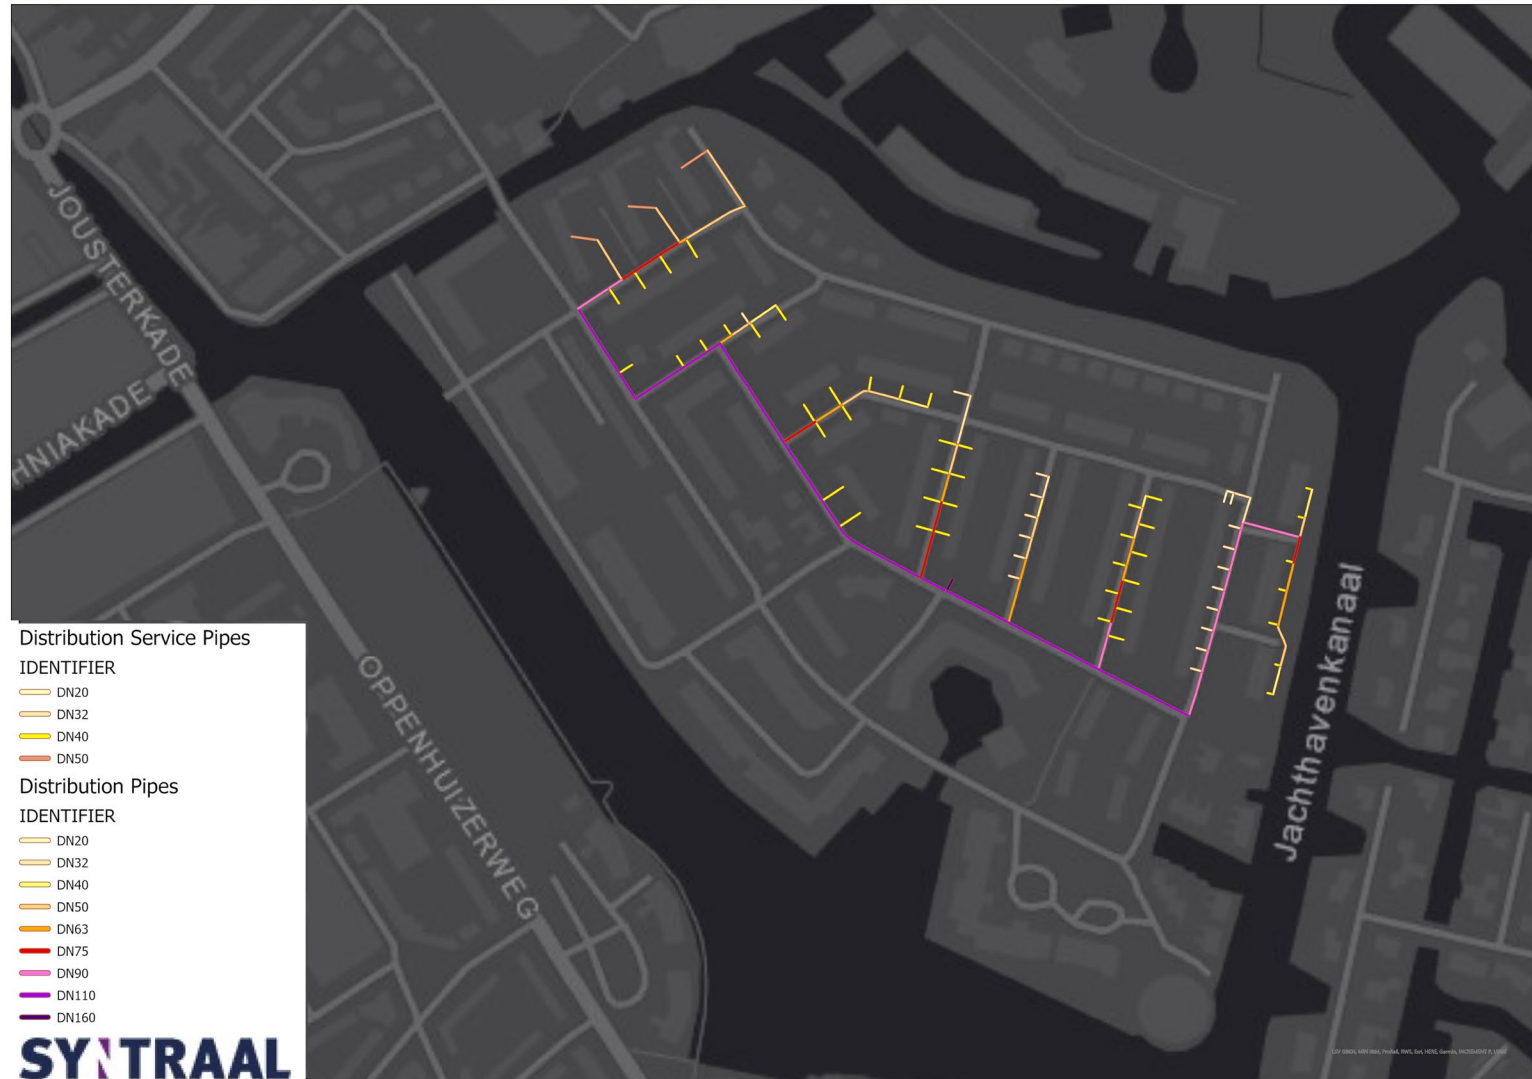 JOUSTERKADE
HNIAKADE
OPPENHUIZERWEG
Jachthavenkanaal
Distribution Service Pipes
IDENTIFIER
DN20
DN32
DN40
DN50
Distribution Pipes
IDENTIFIER
DN20
DN32
DN40
DN50
DN63
DN75
DN90
DN110
DN160
SYNTRAAL